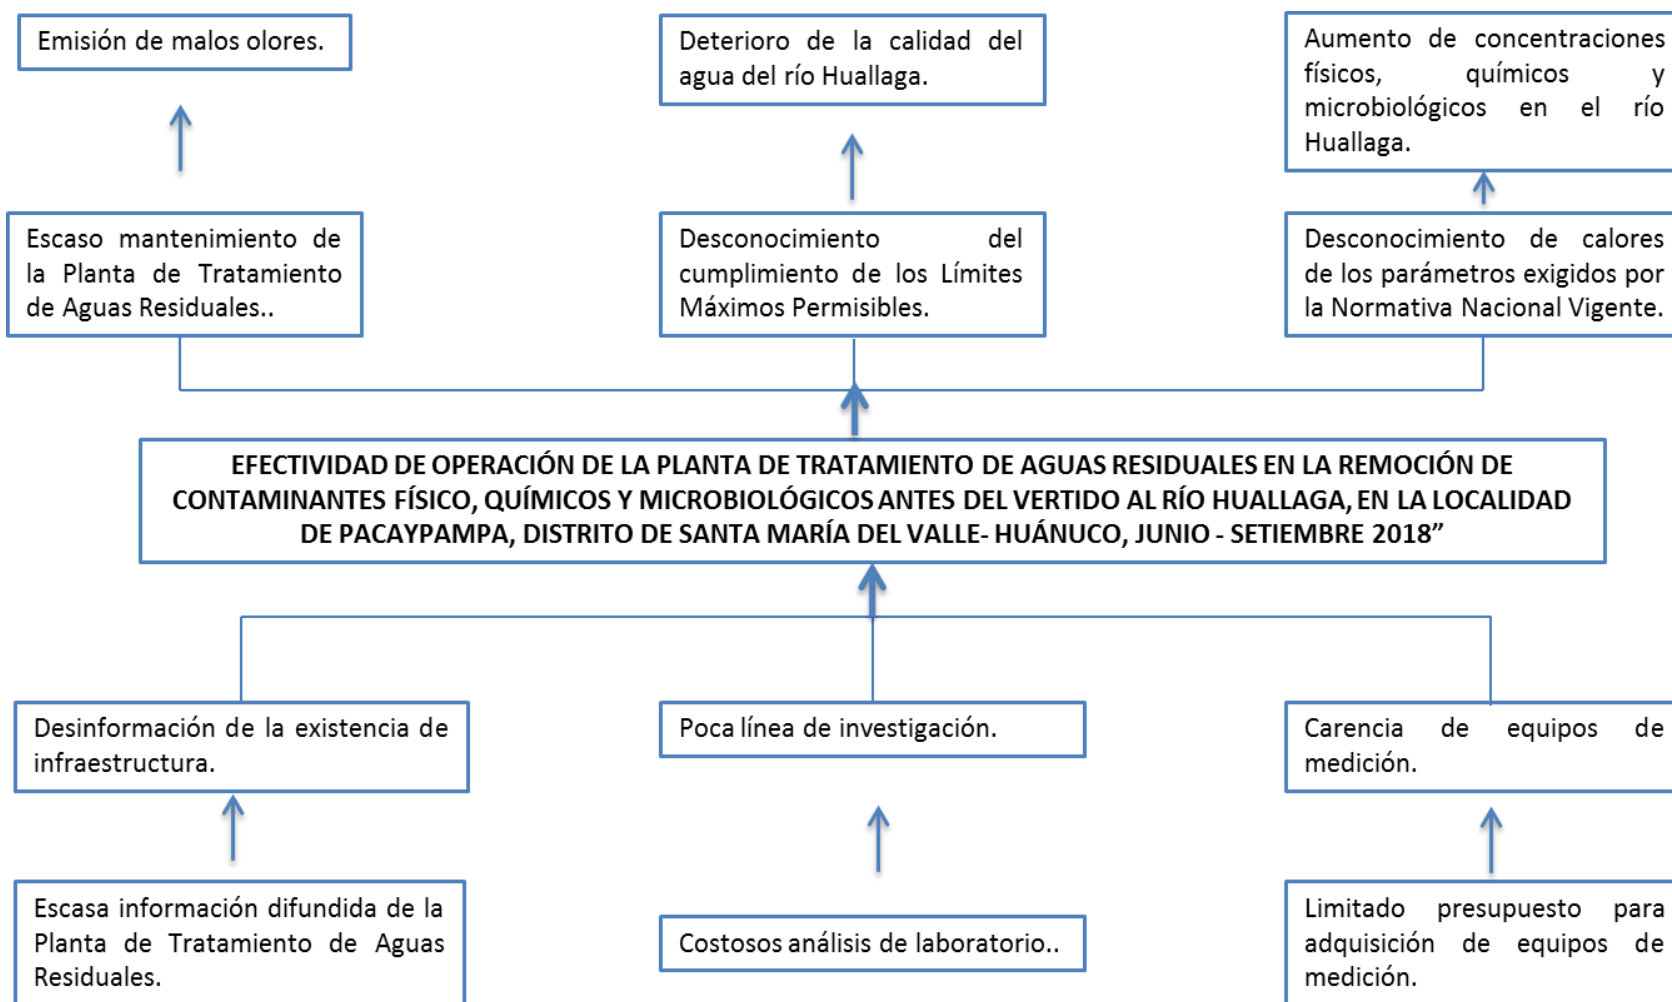 Emisión de malos olores.
Deterioro de la calidad del
agua del río Huallaga.
Aumento de concentraciones
físicos, químicos y
microbiológicos en el río
Huallaga.
Escaso mantenimiento de
la Planta de Tratamiento
de Aguas Residuales..
Desconocimiento del
cumplimiento de los Límites
Máximos Permisibles.
Desconocimiento de calores
de los parámetros exigidos por
la Normativa Nacional Vigente.
EFECTIVIDAD DE OPERACIÓN DE LA PLANTA DE TRATAMIENTO DE AGUAS RESIDUALES EN LA REMOCIÓN DE
CONTAMINANTES FÍSICO, QUÍMICOS Y MICROBIOLÓGICOS ANTES DEL VERTIDO AL RÍO HUALLAGA, EN LA LOCALIDAD
DE PACAYPAMPA, DISTRITO DE SANTA MARÍA DEL VALLE- HUÁNUCO, JUNIO - SETIEMBRE 2018”
Desinformación de la existencia de
infraestructura.
Poca línea de investigación.
Carencia de equipos de
medición.
Escasa información difundida de la
Planta de Tratamiento de Aguas
Residuales.
Costosos análisis de laboratorio..
Limitado presupuesto para
adquisición de equipos de
medición.